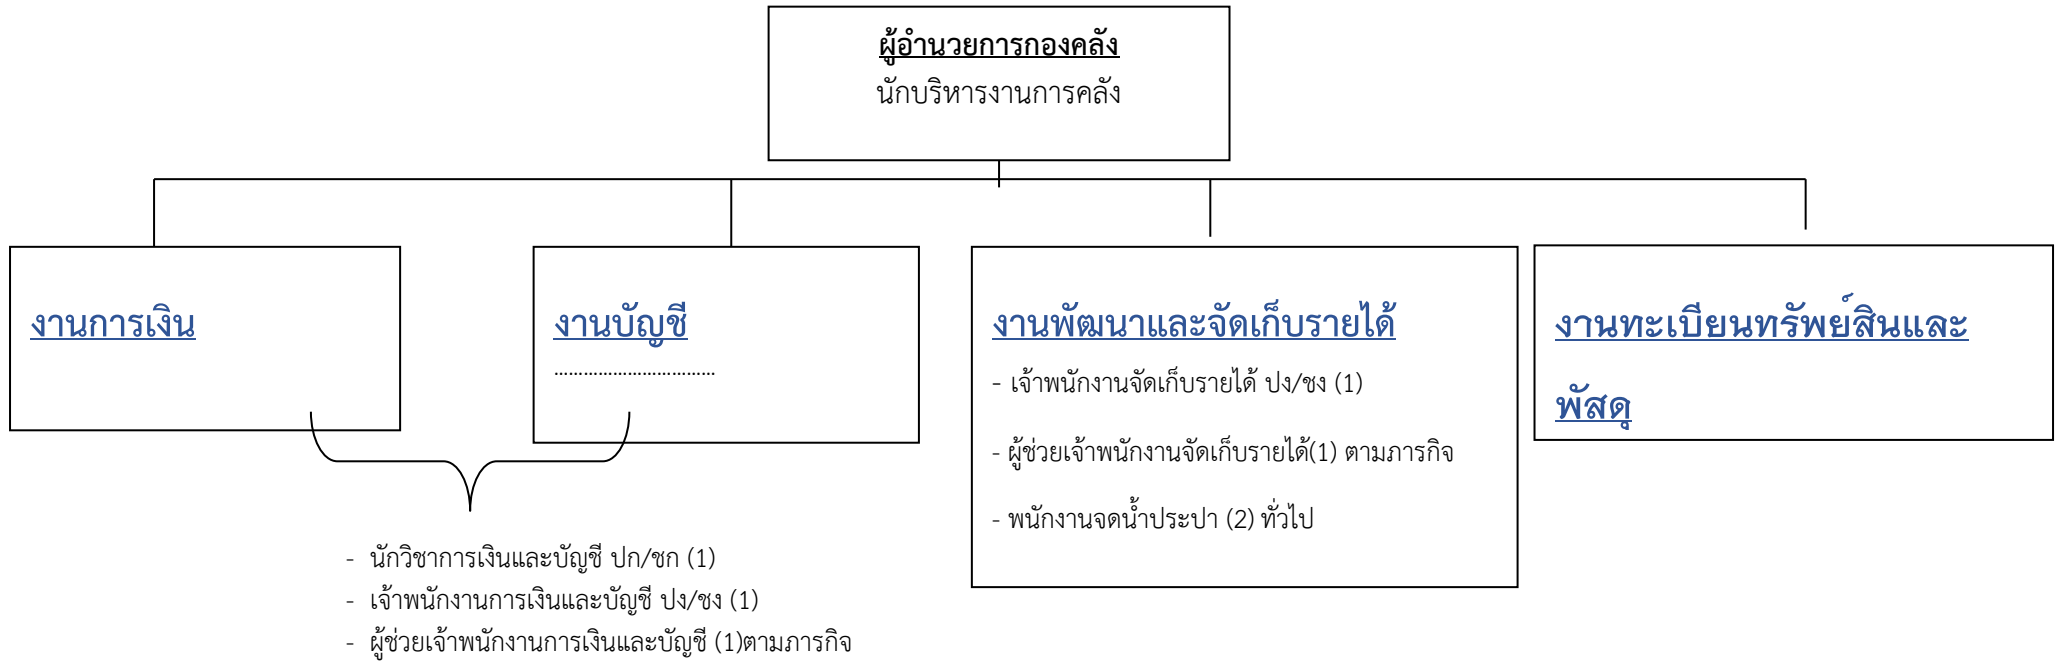 ผู้อำนวยการกองคลัง
นักบริหารงานการคลัง
งานการเงิน
งานบัญชี
.................................
งานพัฒนาและจัดเก็บรายได้
- เจ้าพนักงานจัดเก็บรายได้ ปง/ชง (1)
- ผู้ช่วยเจ้าพนักงานจัดเก็บรายได้(1) ตามภารกิจ
- พนักงานจดน้ำประปา (2) ทั่วไป
งานทะเบียนทรัพย์สินและ
พัสดุ
- นักวิชาการเงินและบัญชี ปก/ชก (1)
- เจ้าพนักงานการเงินและบัญชี ปง/ชง (1)
- ผู้ช่วยเจ้าพนักงานการเงินและบัญชี (1)ตามภารกิจ